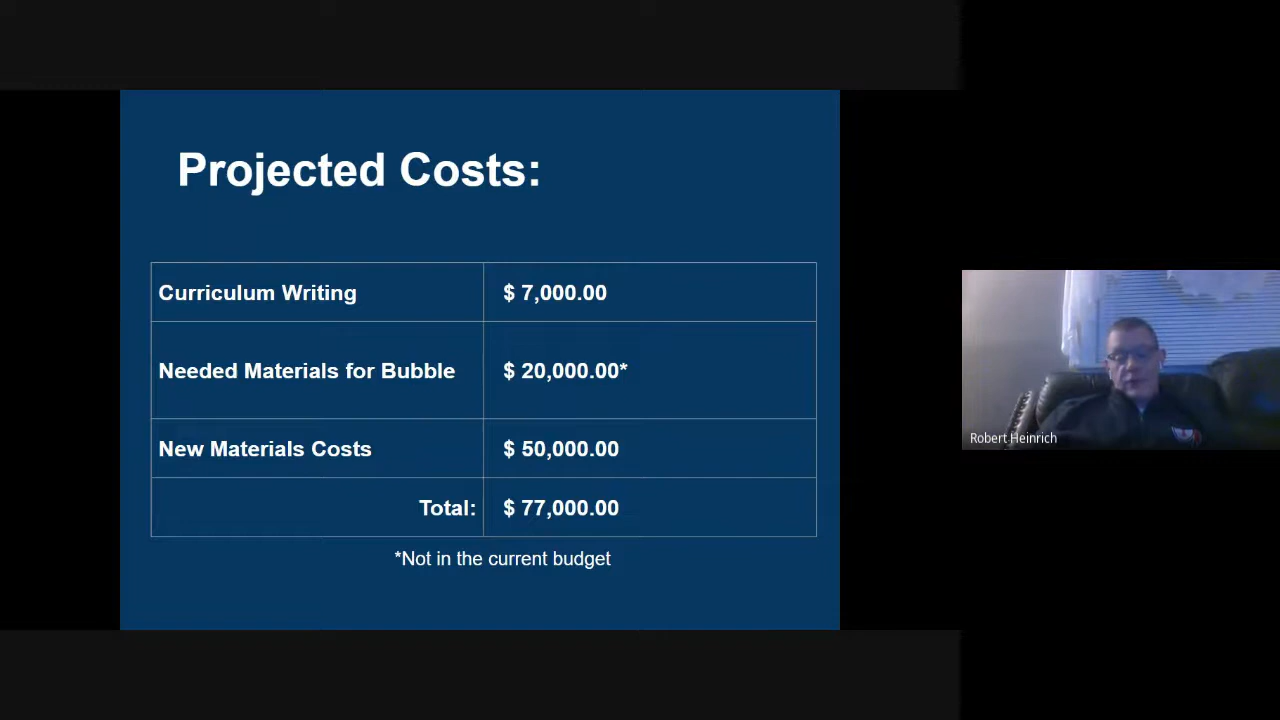 Projected Costs:
Curriculum Writing $ 7,000.00
Needed Materials for Bubble $ 20,000.00*
New Materials Costs $ 50,000.00
Total: $ 77,000.00
*Not in the current budget
Robert Heinrich